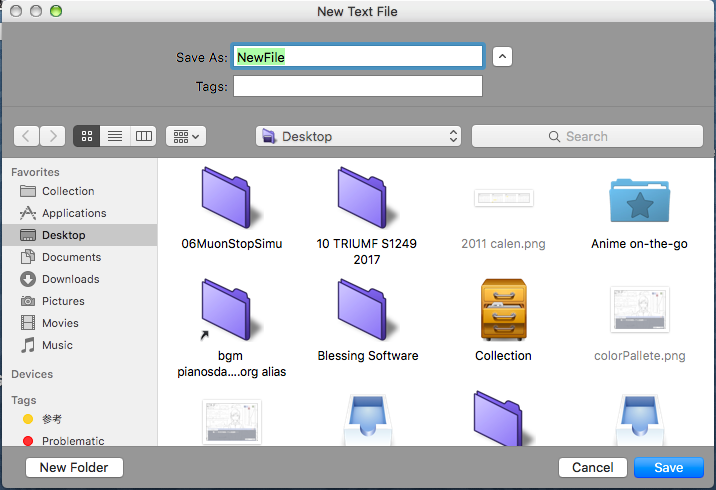 New Text File
Save As: NewFile
Tags:
Desktop
Search
Favorites
Collection
Applications
Desktop
Documents
Downloads
Pictures
Movies
Music
Devices
Tags
参考
Problematic
06MuonStopSimu
10 TRIUMF S1249
2017
2011 calen.png
Anime on-the-go
bgm
pianosda....org alias
Blessing Software
Collection
colorPallete.png
New Folder
Cancel
Save